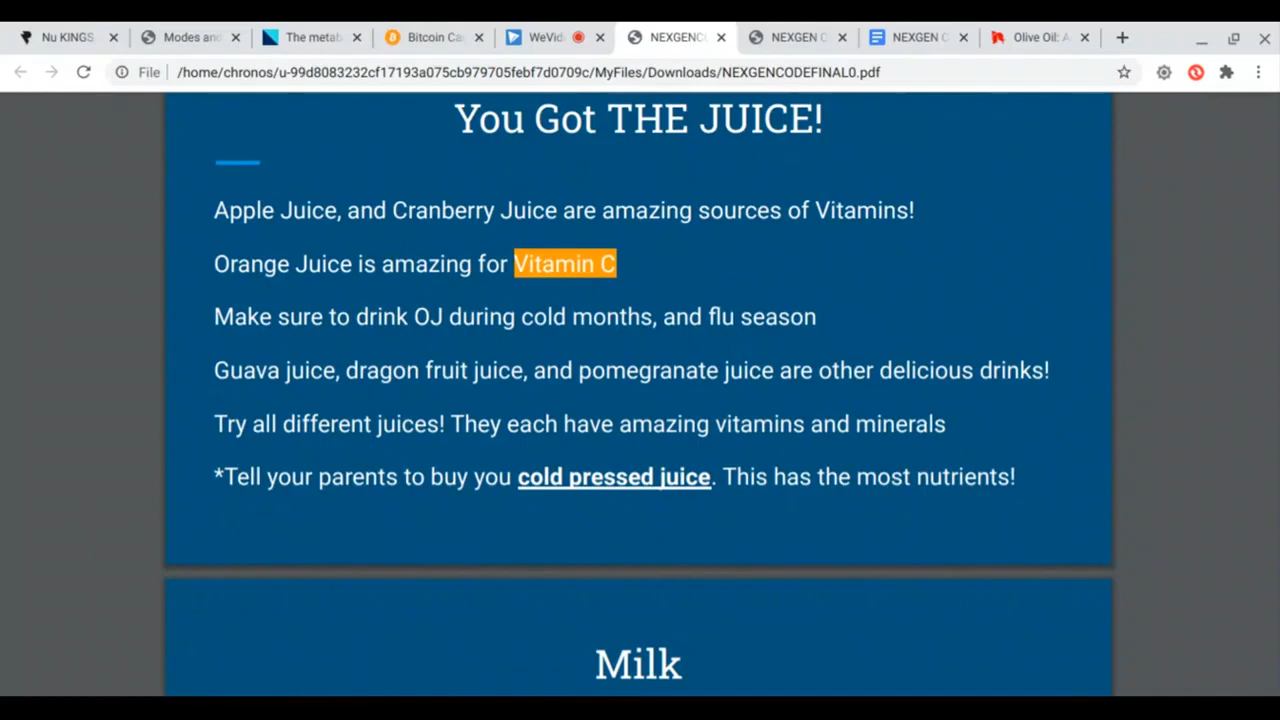 Nu KINGS
Modes and
The metab
Bitcoin Ca
WeVid
NEXGENCO
NEXGEN C
NEXGEN C
Olive Oil: A
File
/home/chronos/u-99d8083232cf17193a075cb979705febf7d0709c/MyFiles/Downloads/NEXGENCODEFINAL0.pdf
You Got THE JUICE!
Apple Juice, and Cranberry Juice are amazing sources of Vitamins!
Orange Juice is amazing for Vitamin C
Make sure to drink OJ during cold months, and flu season
Guava juice, dragon fruit juice, and pomegranate juice are other delicious drinks!
Try all different juices! They each have amazing vitamins and minerals
*Tell your parents to buy you cold pressed juice. This has the most nutrients!
Milk